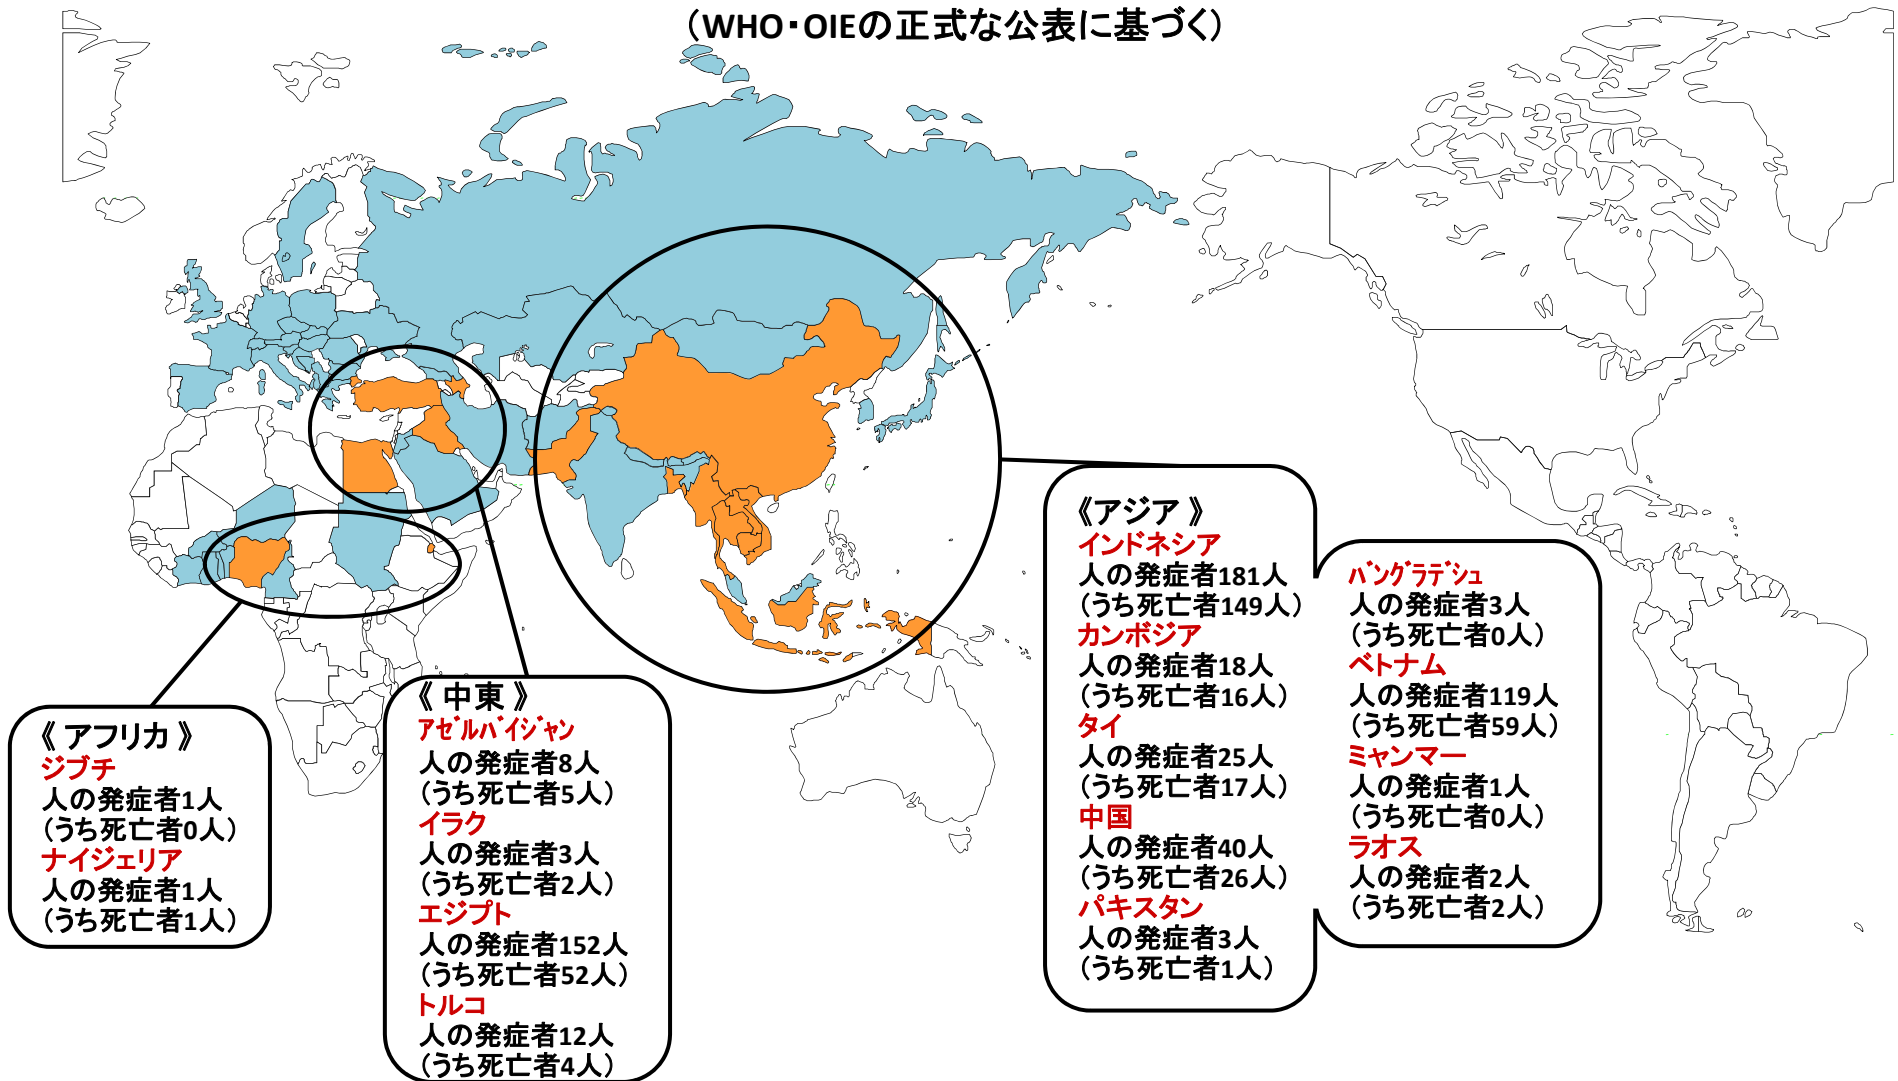 （WHO・OIEの正式な公表に基づく）
《アジア 》
インドネシア
人の発症者181人
（うち死亡者149人）
カンボジア
人の発症者18人
（うち死亡者16人）
タイ
人の発症者25人
（うち死亡者17人）
中国
人の発症者40人
（うち死亡者26人）
パキスタン
人の発症者3人
（うち死亡者1人）
ﾊﾞﾝｸﾞﾗﾃﾞｼｭ
人の発症者3人
（うち死亡者0人）
ベトナム
人の発症者119人
（うち死亡者59人）
ミャンマー
人の発症者1人
（うち死亡者0人）
ラオス
人の発症者2人
（うち死亡者2人）
《 中東 》
ｱｾﾞﾙﾊﾞｲｼﾞｬﾝ
人の発症者8人
（うち死亡者5人）
イラク
人の発症者3人
（うち死亡者2人）
エジプト
人の発症者152人
（うち死亡者52人）
トルコ
人の発症者12人
（うち死亡者4人）
《 アフリカ 》
ジブチ
人の発症者1人
（うち死亡者0人）
ナイジェリア
人の発症者1人
（うち死亡者1人）